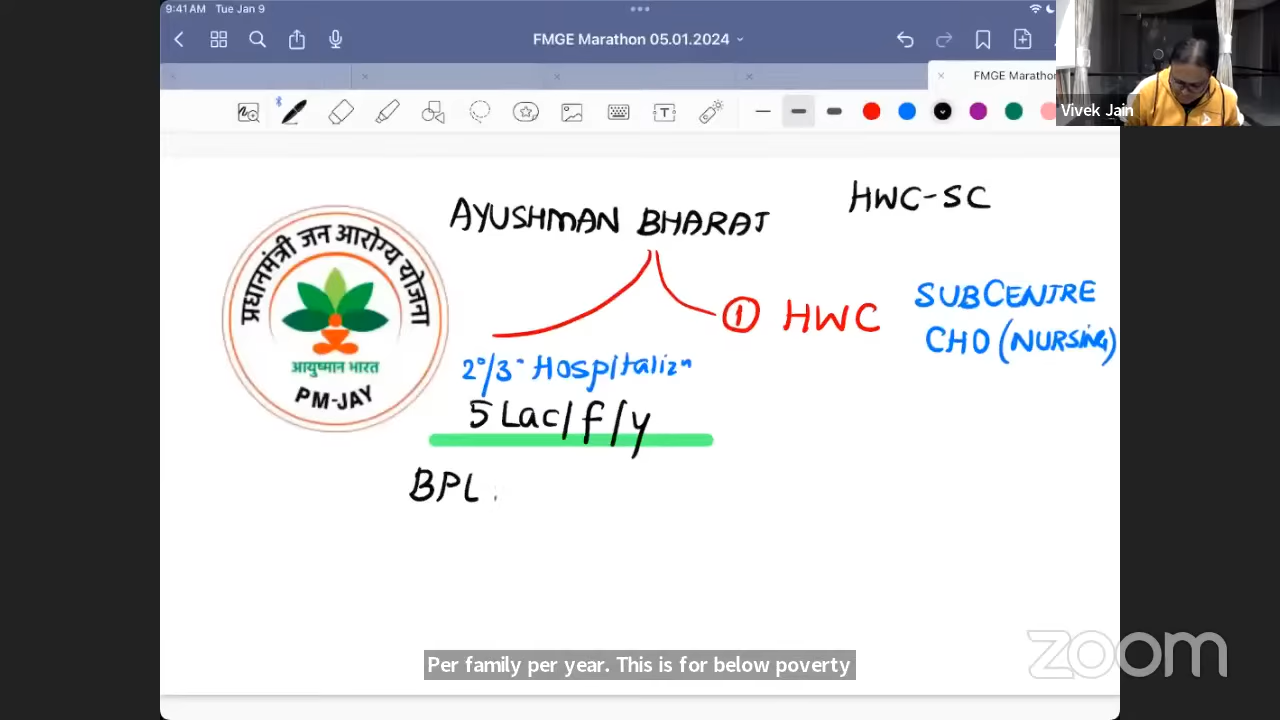 9:41 AM Tue Jan 9
FMGE Marathon 05.01.2024
FMGE Maratho
Vivek Jain
HWC-SC
AYUSHMAN BHARAT
प्रधानमंत्री जन आरोग्य योजना
आयुष्मान भारत
PM-JAY
① HWC
SUBCENTRE
CHO (NURSING)
2°/3° Hospitalizn
5 Lac/f/y
BPL
Per family per year. This is for below poverty
zoom